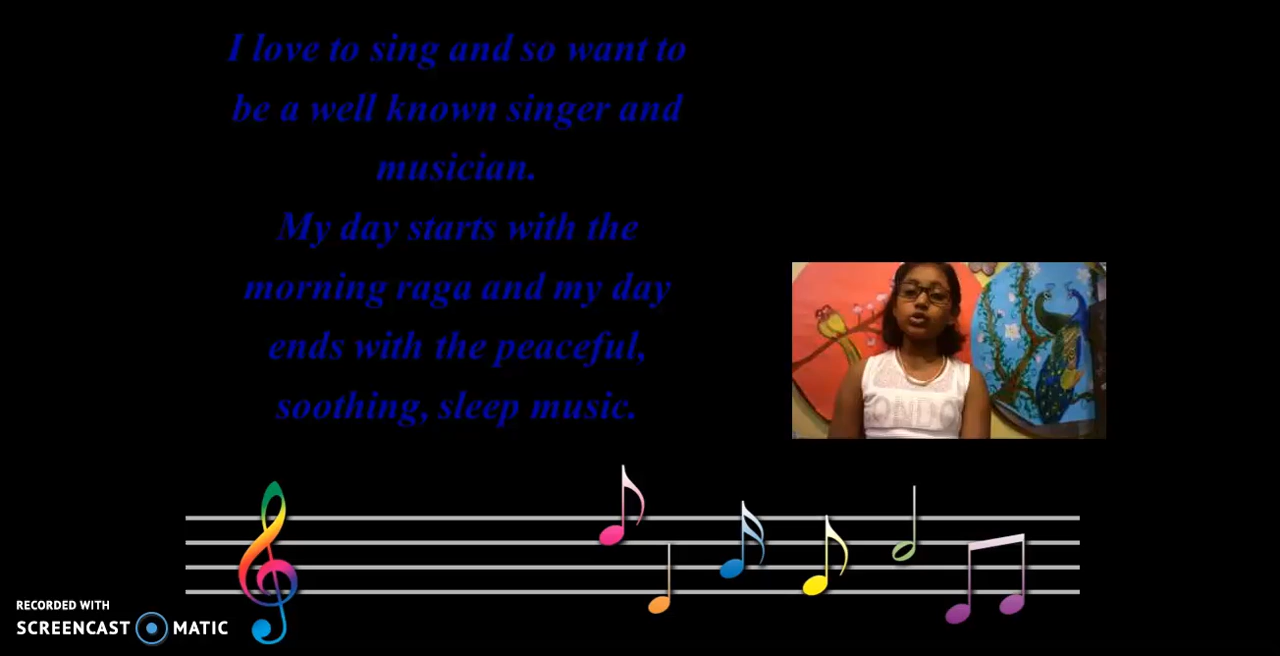 I love to sing and so want to
be a well known singer and
musician.
My day starts with the
morning raga and my day
ends with the peaceful,
soothing, sleep music.
RECORDED WITH
SCREENCAST MATIC